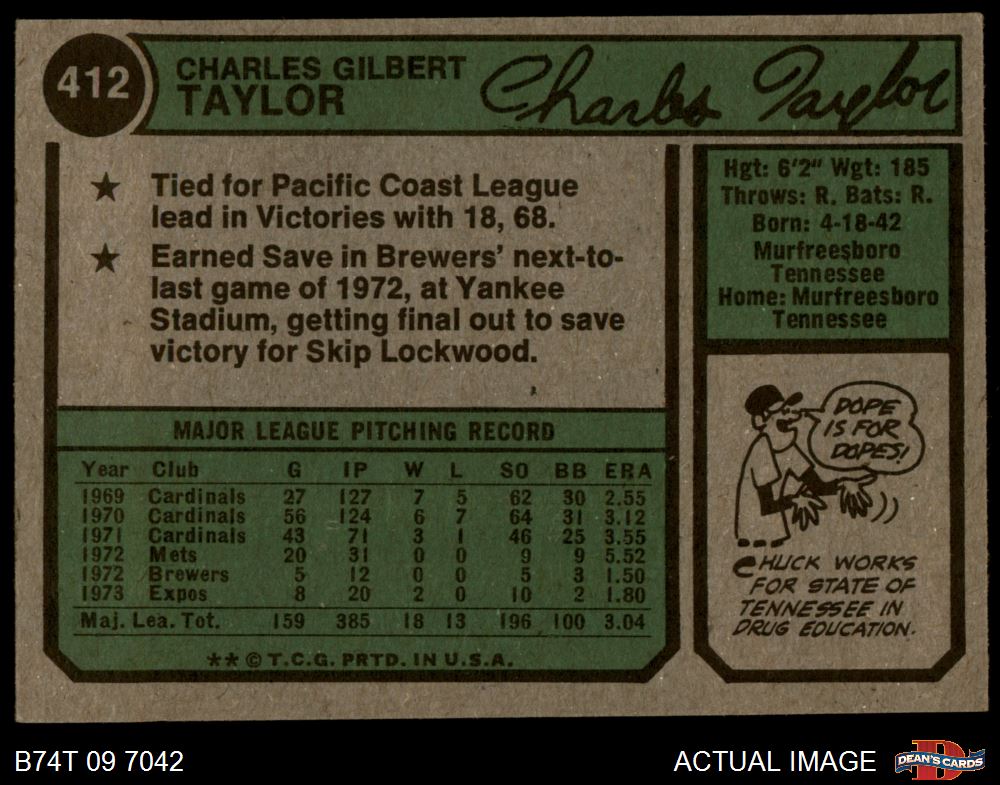 412
CHARLES GILBERT
TAYLOR
Charles Taylor
★ Tied for Pacific Coast League
lead in Victories with 18, 68.
★ Earned Save in Brewers' next-to-
last game of 1972, at Yankee
Stadium, getting final out to save
victory for Skip Lockwood.
MAJOR LEAGUE PITCHING RECORD
Year Club G IP W L SO BB ERA
1969 Cardinals 27 127 7 5 62 30 2.55
1970 Cardinals 56 124 6 7 64 31 3.12
1971 Cardinals 43 71 3 1 46 25 3.55
1972 Mets 20 31 0 0 9 9 5.52
1972 Brewers 5 12 0 0 5 3 1.50
1973 Expos 8 20 2 0 10 2 1.80
Maj. Lea. Tot. 159 385 18 13 196 100 3.04
** © T.C.G. PRTD. IN U.S.A.
Hgt: 6'2" Wgt: 185
Throws: R. Bats: R.
Born: 4-18-42
Murfreesboro
Tennessee
Home: Murfreesboro
Tennessee
DOPE
IS FOR
DOPES!
CHUCK WORKS
FOR STATE OF
TENNESSEE IN
DRUG EDUCATION.
B74T 09 7042
ACTUAL IMAGE
DEAN'S CARDS